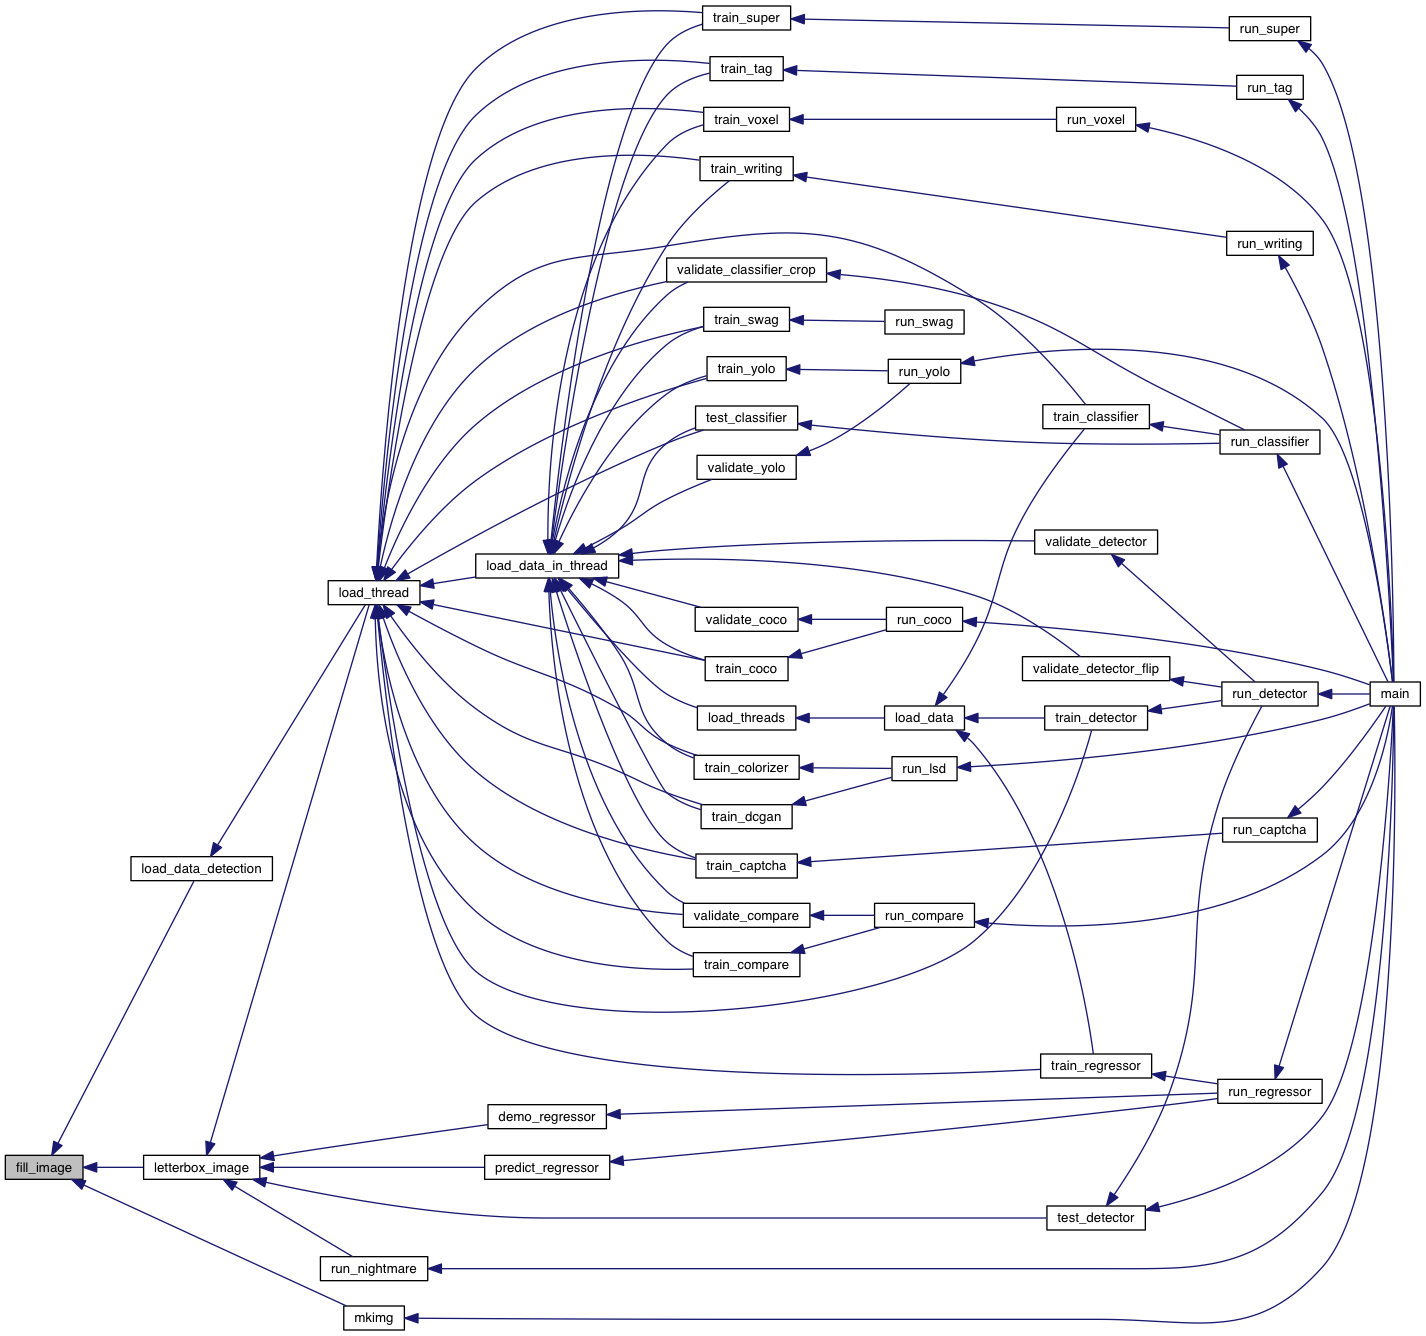 train_super
run_super
train_tag
run_tag
train_voxel
run_voxel
train_writing
run_writing
validate_classifier_crop
train_swag
run_swag
train_yolo
run_yolo
test_classifier
train_classifier
run_classifier
validate_yolo
validate_detector
load_data_in_thread
load_thread
validate_coco
run_coco
train_coco
validate_detector_flip
run_detector
main
load_threads
load_data
train_detector
train_colorizer
run_lsd
train_dcgan
run_captcha
train_captcha
load_data_detection
validate_compare
run_compare
train_compare
train_regressor
run_regressor
demo_regressor
fill_image
letterbox_image
predict_regressor
test_detector
run_nightmare
mkimg